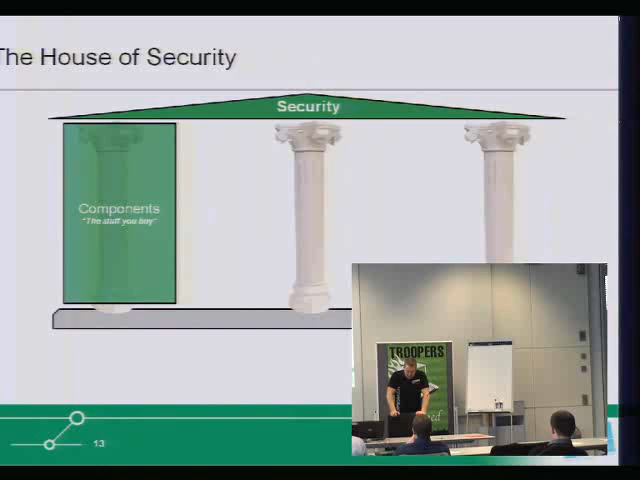 The House of Security
Security
Components
"The stuff you buy"
TROOPERS
13